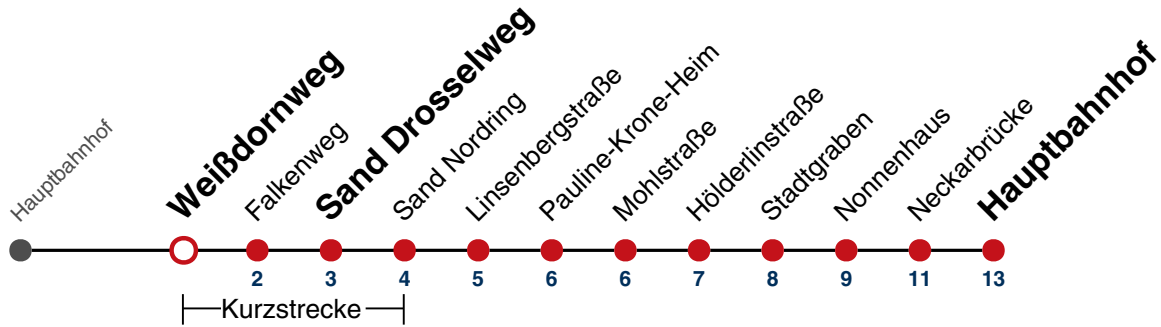 Hauptbahnhof
Weißdornweg
Falkenweg
Sand Drosselweg
Sand Nordring
Linsenbergstraße
Pauline-Krone-Heim
Mohlstraße
Hölderlinstraße
Stadtgraben
Nonnenhaus
Neckarbrücke
Hauptbahnhof
2 3 4 5 6 6 7 8 9 11 13
Kurzstrecke